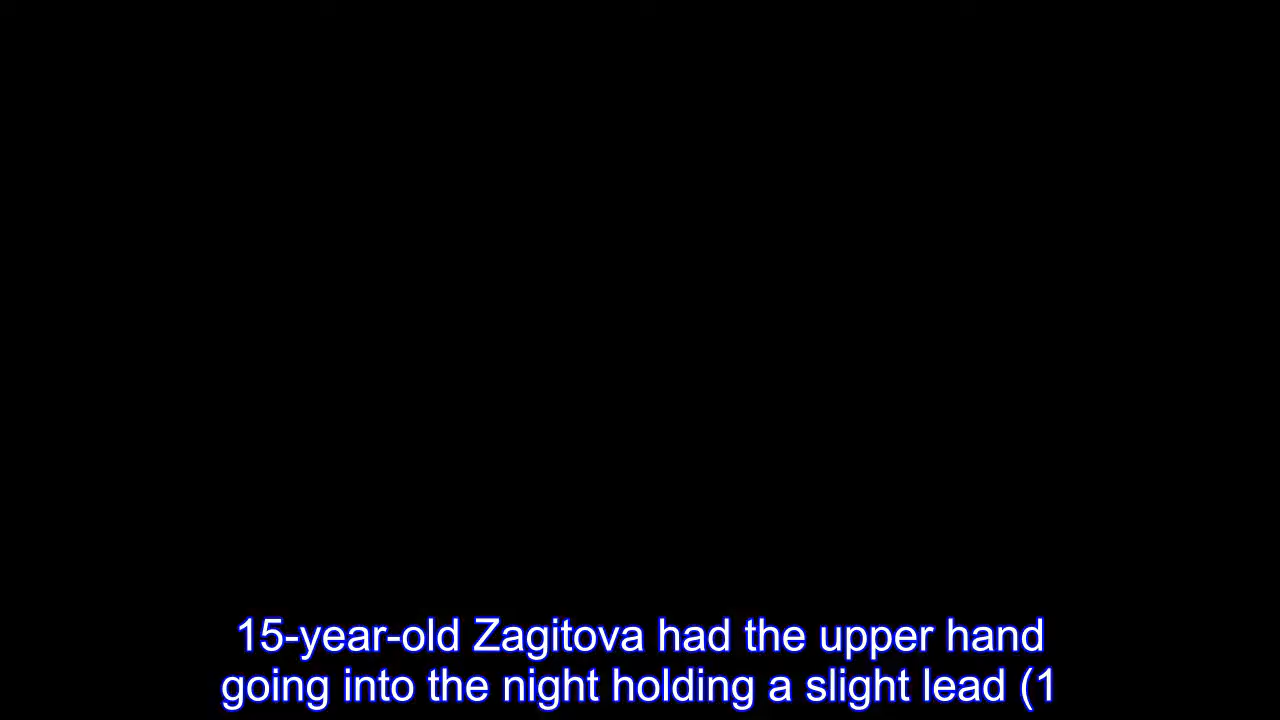 15-year-old Zagitova had the upper hand
going into the night holding a slight lead (1